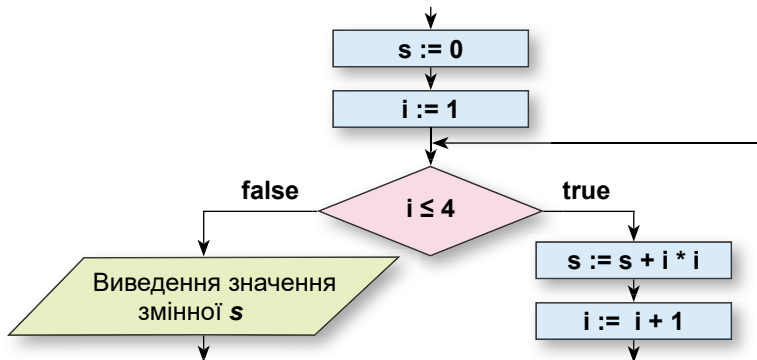 s := 0
i := 1
false
i ≤ 4
true
Виведення значення
змінної s
s := s + i * i
i := i + 1